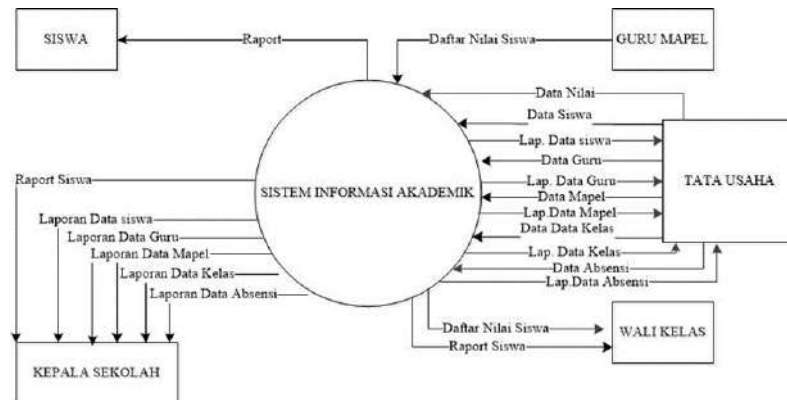 SISWA
Raport
Daftar Nilai Siswa
GURU MAPEL
Data Nilai
Data Siswa
Lap. Data siswa
Data Guru
Lap. Data Guru
Data Mapel
Lap.Data Mapel
Data Data Kelas
Lap. Data Kelas
Data Absensi
Lap.Data Absensi
TATA USAHA
SISTEM INFORMASI AKADEMIK
Raport Siswa
Laporan Data siswa
Laporan Data Guru
Laporan Data Mapel
Laporan Data Kelas
Laporan Data Absensi
Daftar Nilai Siswa
Raport Siswa
WALI KELAS
KEPALA SEKOLAH